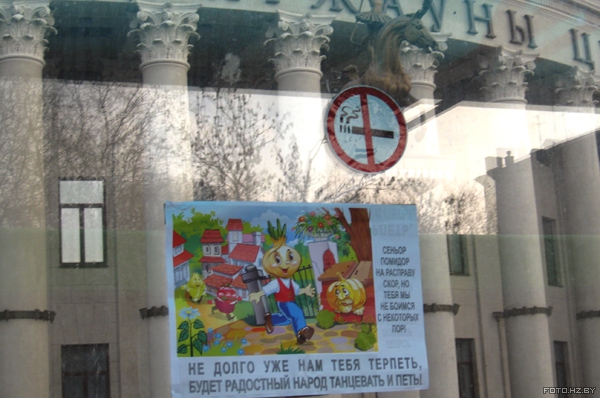 СЕНЬОР
ПОМИДОР
НА РАСПРАВУ
СКОР, НО
ТЕБЯ МЫ
НЕ БОИМСЯ
С НЕКОТОРЫХ
ПОР!
НЕ ДОЛГО УЖЕ НАМ ТЕБЯ ТЕРПЕТЬ,
БУДЕТ РАДОСТНЫЙ НАРОД ТАНЦЕВАТЬ И ПЕТЬ!
FOTO.HZ.BY